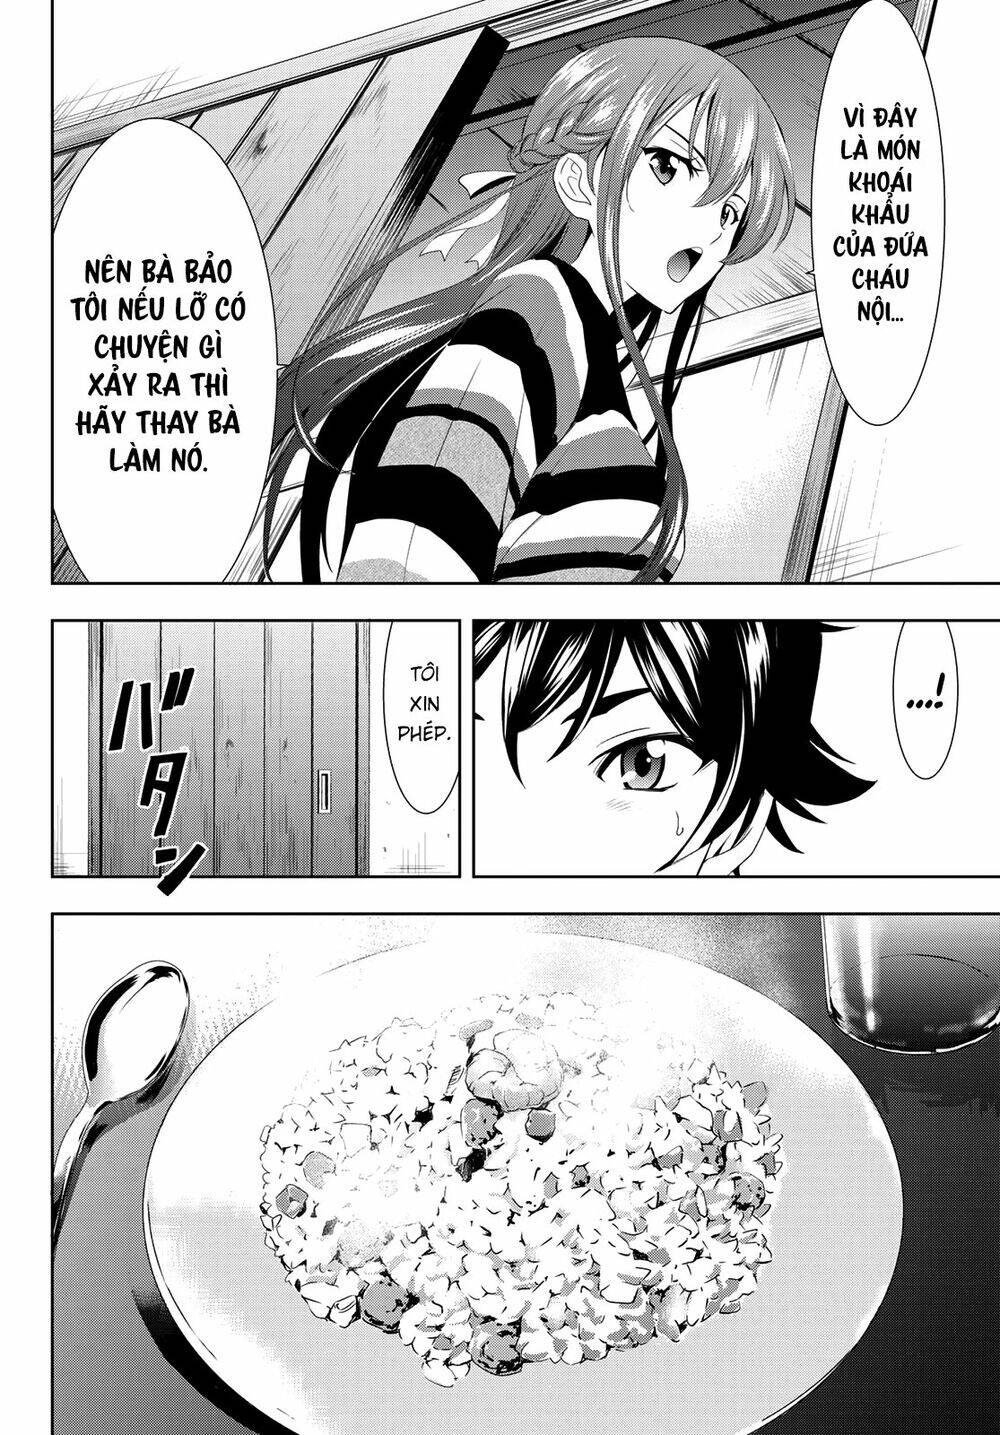 VÌ ĐÂY
LÀ MÓN
KHOÁI
KHẨU
CỦA ĐỨA
CHÁU
NỘI...
NÊN BÀ BẢO
TÔI NẾU LỠ CÓ
CHUYỆN GÌ
XẢY RA THÌ
HÃY THAY BÀ
LÀM NÓ.
....!
TÔI
XIN
PHÉP.
バタン